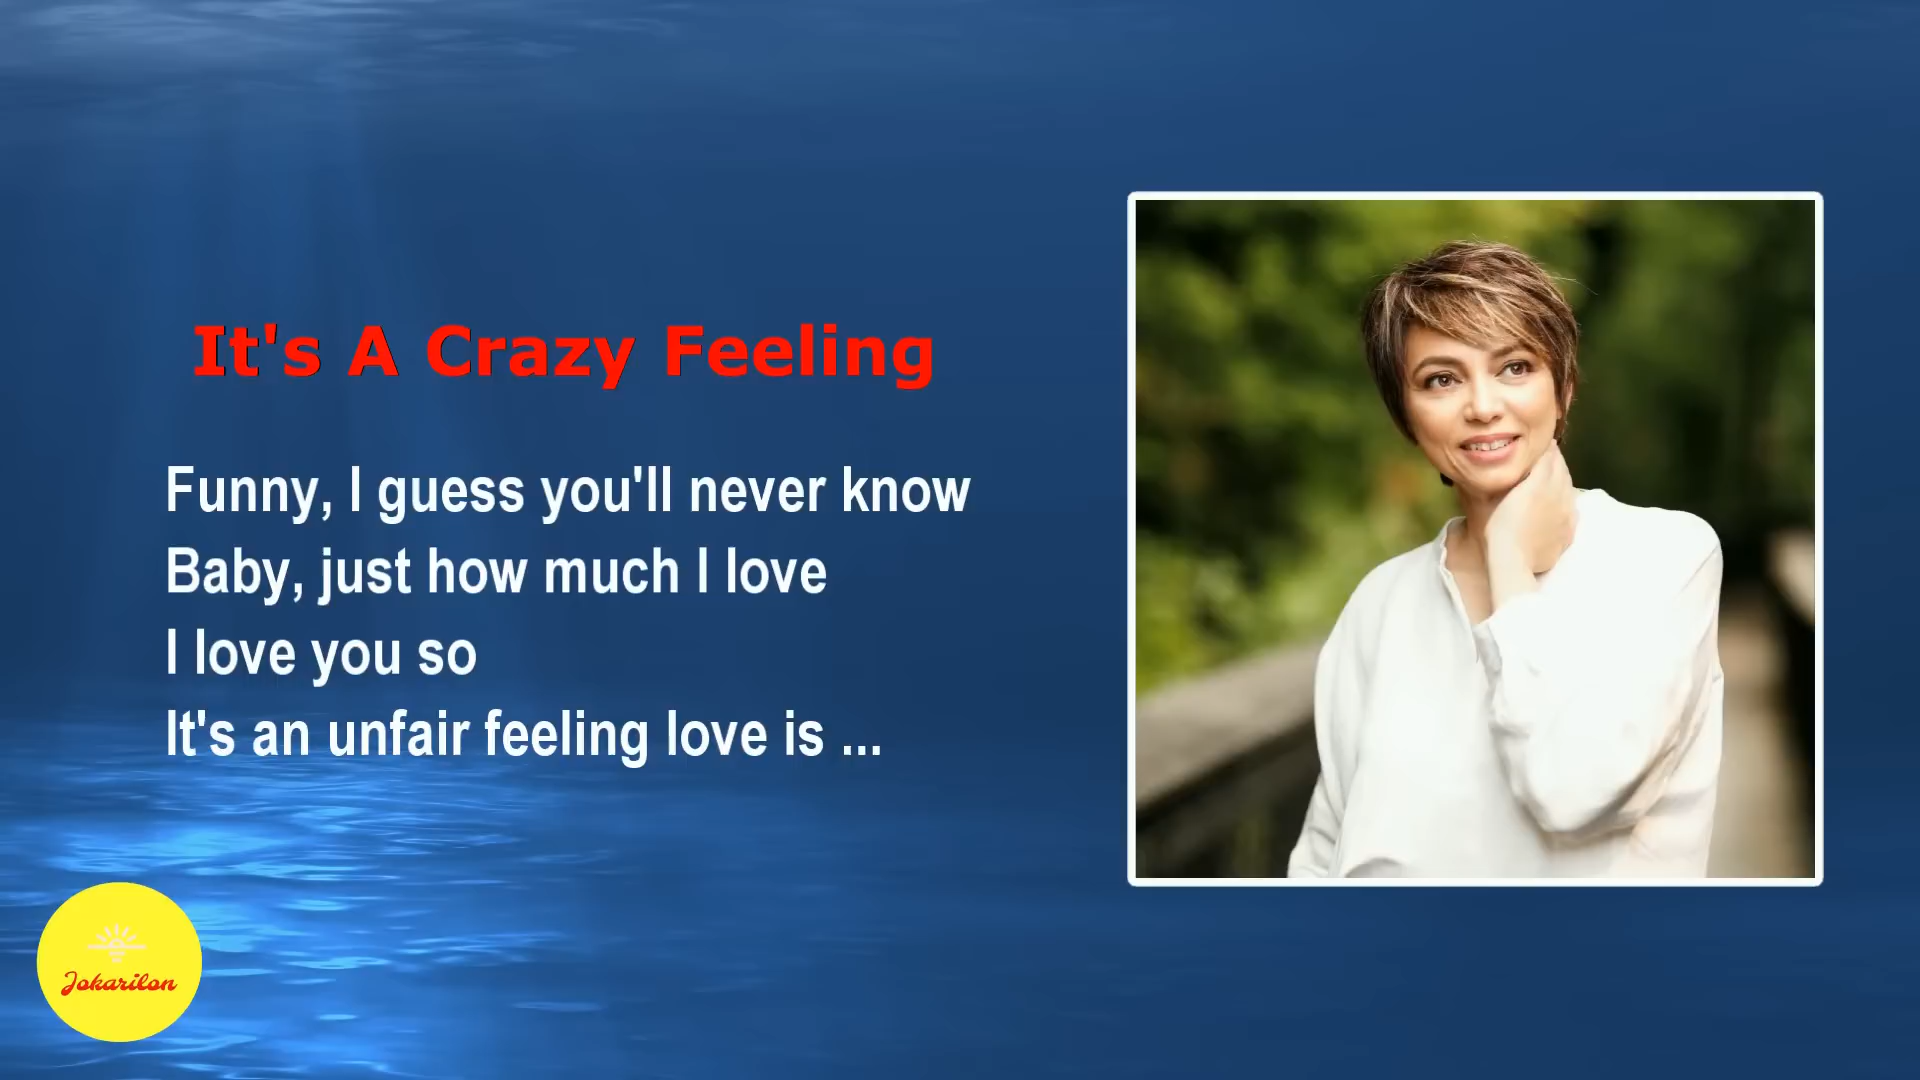 It's A Crazy Feeling
Funny, I guess you'll never know
Baby, just how much I love
I love you so
It's an unfair feeling love is ...
Jokarilon